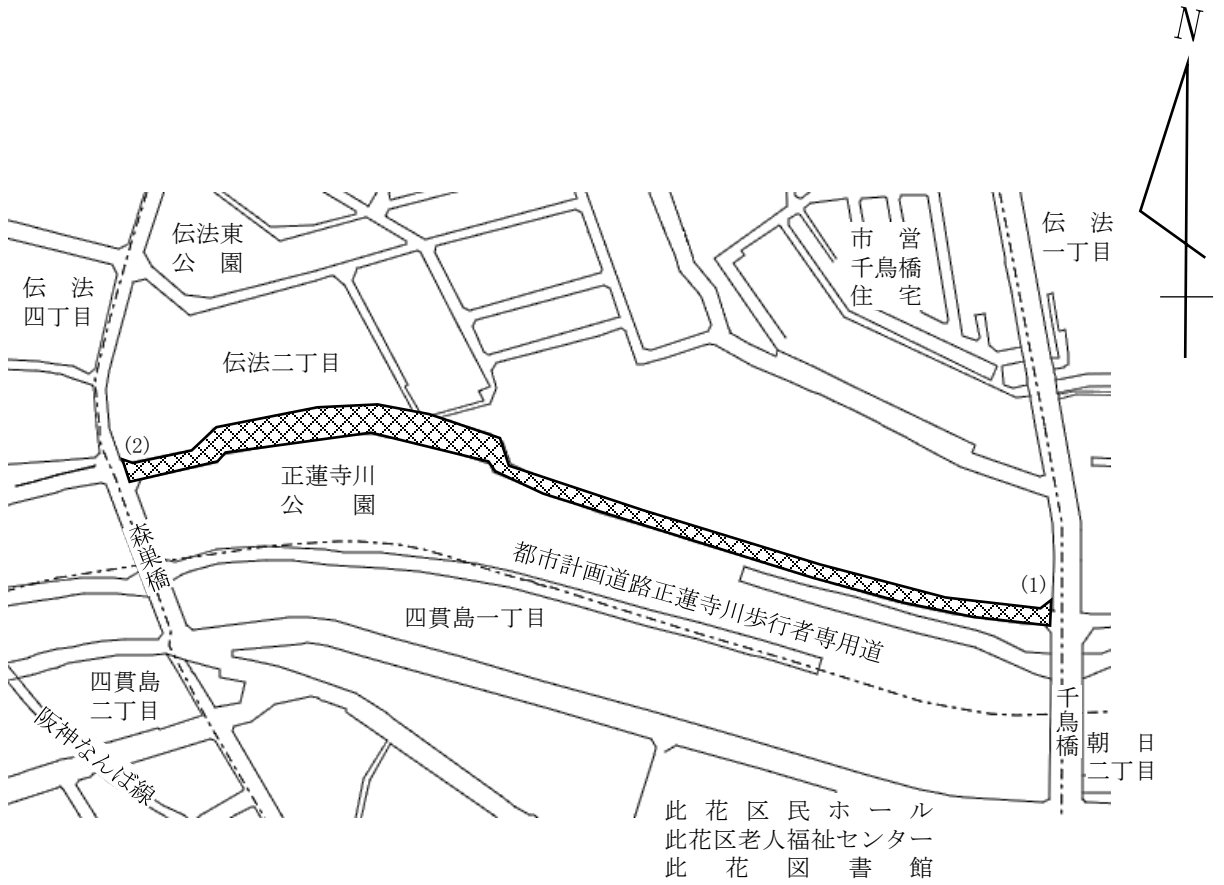 N
伝法東
公 園
市 営
千鳥橋
住 宅
伝 法
一丁目
伝 法
四丁目
伝法二丁目
(2)
正蓮寺川
公 園
森巣橋
都市計画道路正蓮寺川歩行者専用道
(1)
四貫島一丁目
四貫島
二丁目
阪神なんば線
千鳥橋
朝 日
二丁目
此花区民ホール
此花区老人福祉センター
此花図書館